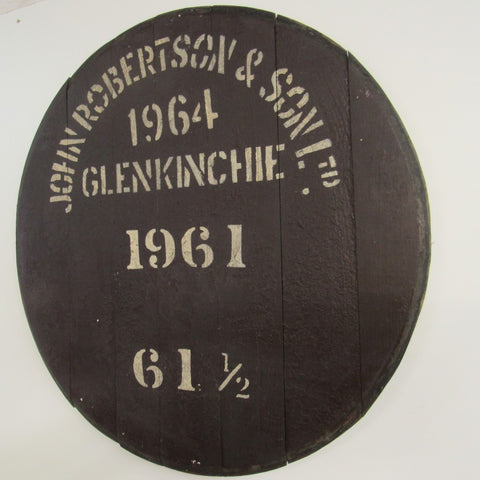 JOHN ROBERTSON & SON LTD.
1964
GLENKINCHIE
1961
61 ½